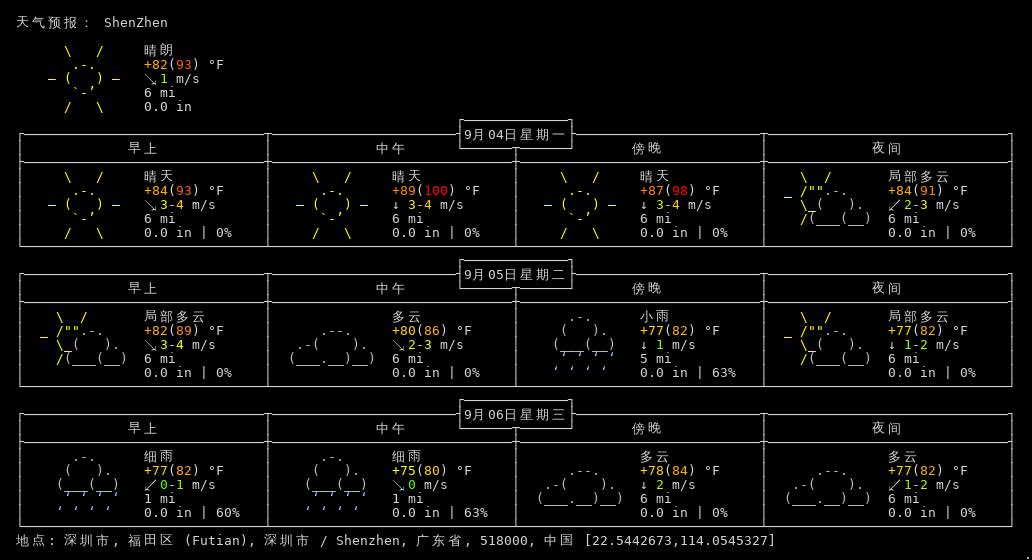 天气预报： ShenZhen
晴朗
+82(93) °F
↘1 m/s
6 mi
0.0 in
9月04日星期一
早上 中午 傍晚 夜间
晴天 晴天 晴天 局部多云
+84(93) °F +89(100) °F +87(98) °F +84(91) °F
↘3-4 m/s ↓ 3-4 m/s ↓ 3-4 m/s ↙2-3 m/s
6 mi 6 mi 6 mi 6 mi
0.0 in | 0% 0.0 in | 0% 0.0 in | 0% 0.0 in | 0%
9月05日星期二
早上 中午 傍晚 夜间
局部多云 多云 小雨 局部多云
+82(89) °F +80(86) °F +77(82) °F +77(82) °F
↘3-4 m/s ↘2-3 m/s ↓ 1 m/s ↓ 1-2 m/s
6 mi 6 mi 5 mi 6 mi
0.0 in | 0% 0.0 in | 0% 0.0 in | 63% 0.0 in | 0%
9月06日星期三
早上 中午 傍晚 夜间
细雨 细雨 多云 多云
+77(82) °F +75(80) °F +78(84) °F +77(82) °F
↙0-1 m/s ↘0 m/s ↙ 2 m/s ↙1-2 m/s
1 mi 1 mi 6 mi 6 mi
0.0 in | 60% 0.0 in | 63% 0.0 in | 0% 0.0 in | 0%
地点: 深圳市, 福田区 (Futian), 深圳市 / Shenzhen, 广东省, 518000, 中国 [22.5442673,114.0545327]